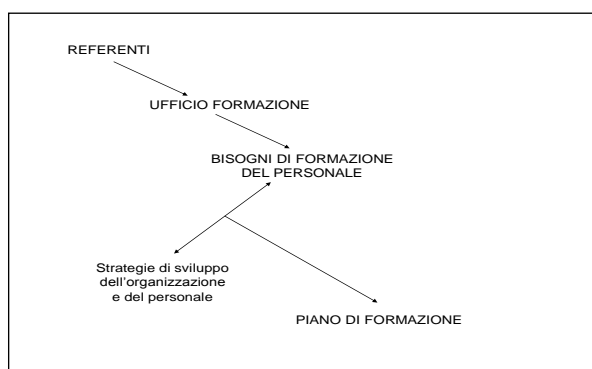 REFERENTI
UFFICIO FORMAZIONE
BISOGNI DI FORMAZIONE
DEL PERSONALE
Strategie di sviluppo
dell'organizzazione
e del personale
PIANO DI FORMAZIONE